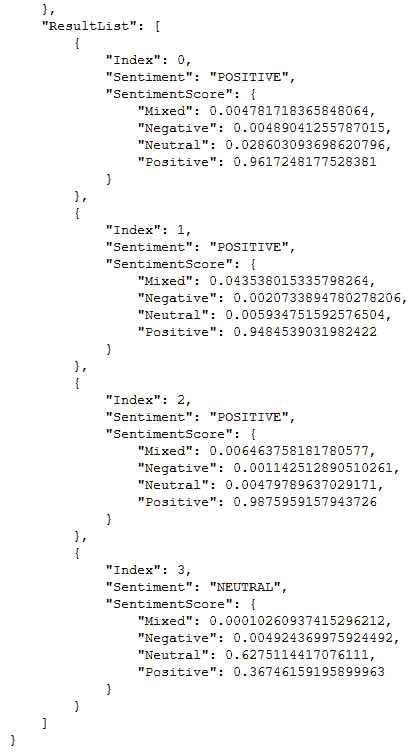 },
"ResultList": [
{
"Index": 0,
"Sentiment": "POSITIVE",
"SentimentScore": {
"Mixed": 0.004781718365848064,
"Negative": 0.00489041255787015,
"Neutral": 0.028603093698620796,
"Positive": 0.9617248177528381
}
},
{
"Index": 1,
"Sentiment": "POSITIVE",
"SentimentScore": {
"Mixed": 0.043538015335798264,
"Negative": 0.0020733894780278206,
"Neutral": 0.005934751592576504,
"Positive": 0.9484539031982422
}
},
{
"Index": 2,
"Sentiment": "POSITIVE",
"SentimentScore": {
"Mixed": 0.006463758181780577,
"Negative": 0.001142512890510261,
"Neutral": 0.00479789637029171,
"Positive": 0.9875959157943726
}
},
{
"Index": 3,
"Sentiment": "NEUTRAL",
"SentimentScore": {
"Mixed": 0.00010260937415296212,
"Negative": 0.004924369975924492,
"Neutral": 0.6275114417076111,
"Positive": 0.36746159195899963
}
}
]
}